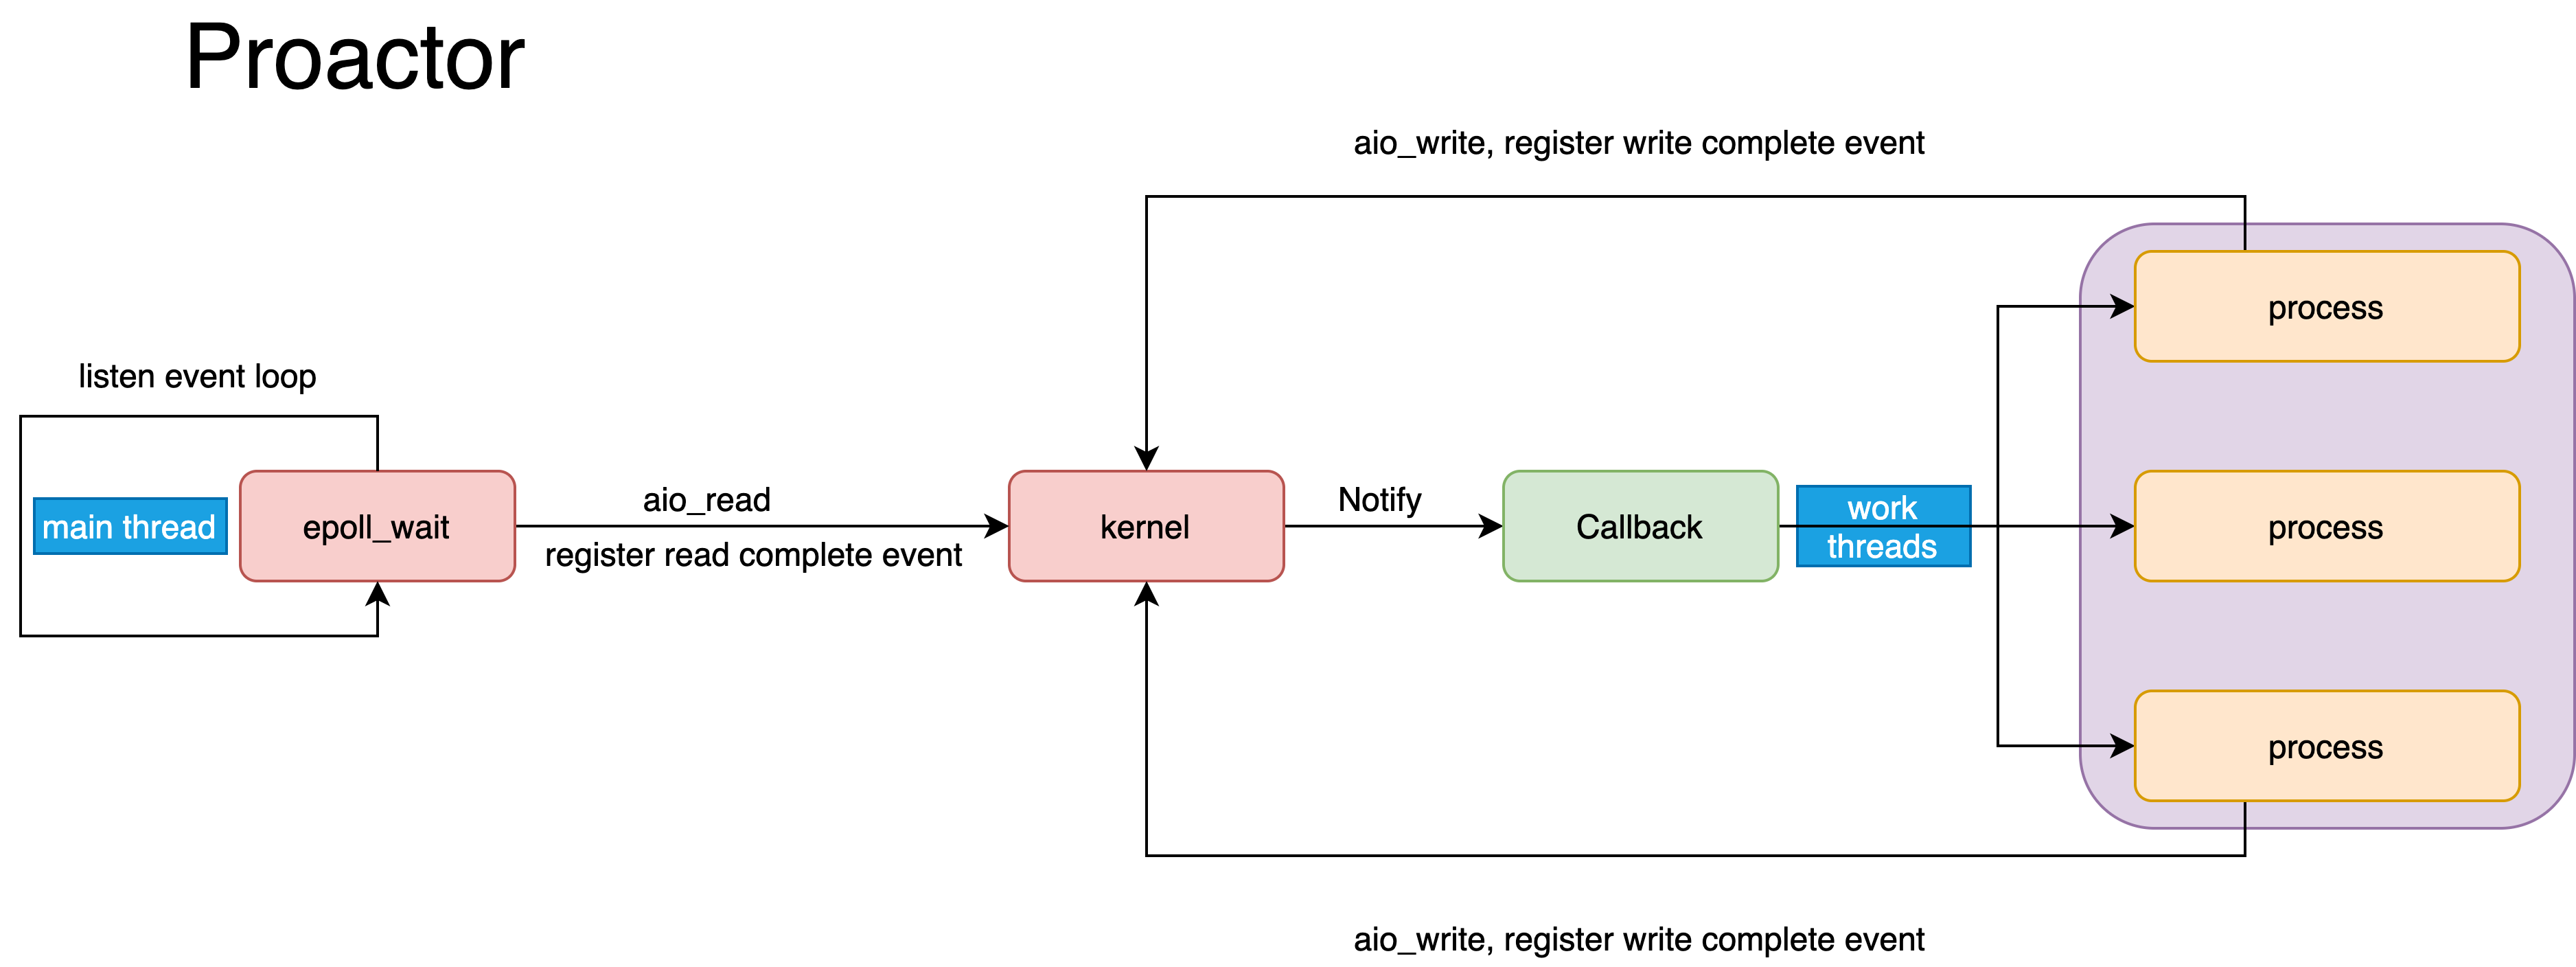 Proactor
aio_write, register write complete event
process
listen event loop
main thread
epoll_wait
aio_read
register read complete event
kernel
Notify
Callback
work
threads
process
process
aio_write, register write complete event